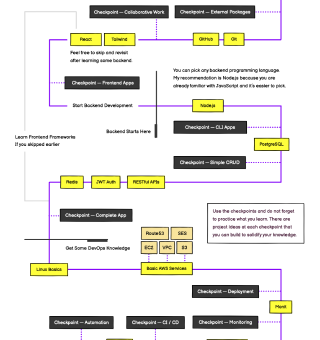 Checkpoint — Collaborative Work
Checkpoint — External Packages
React
Tailwind
GitHub
Git
Feel free to skip and revisit
after learning some backend
You can pick any backend programming language.
My recommendation is Nodejs because you are
already familiar with JavaScript and it's easier to pick.
Checkpoint — Frontend Apps
Start Backend Development
Nodejs
Backend Starts Here
Checkpoint — CLI Apps
Learn Frontend Frameworks
If you skipped earlier
PostgreSQL
Checkpoint — Simple CRUD
Redis
JWT Auth
RESTful APIs
Checkpoint — Complete App
Use the checkpoints and do not forget
to practice what you learn. There are
project ideas at each checkpoint that
you can build to solidify your knowledge.
Route53
SES
Get Some DevOps Knowledge
EC2
VPC
S3
Linux Basics
Basic AWS Services
Checkpoint — Deployment
Monit
Checkpoint — Automation
Checkpoint — CI / CD
Checkpoint — Monitoring